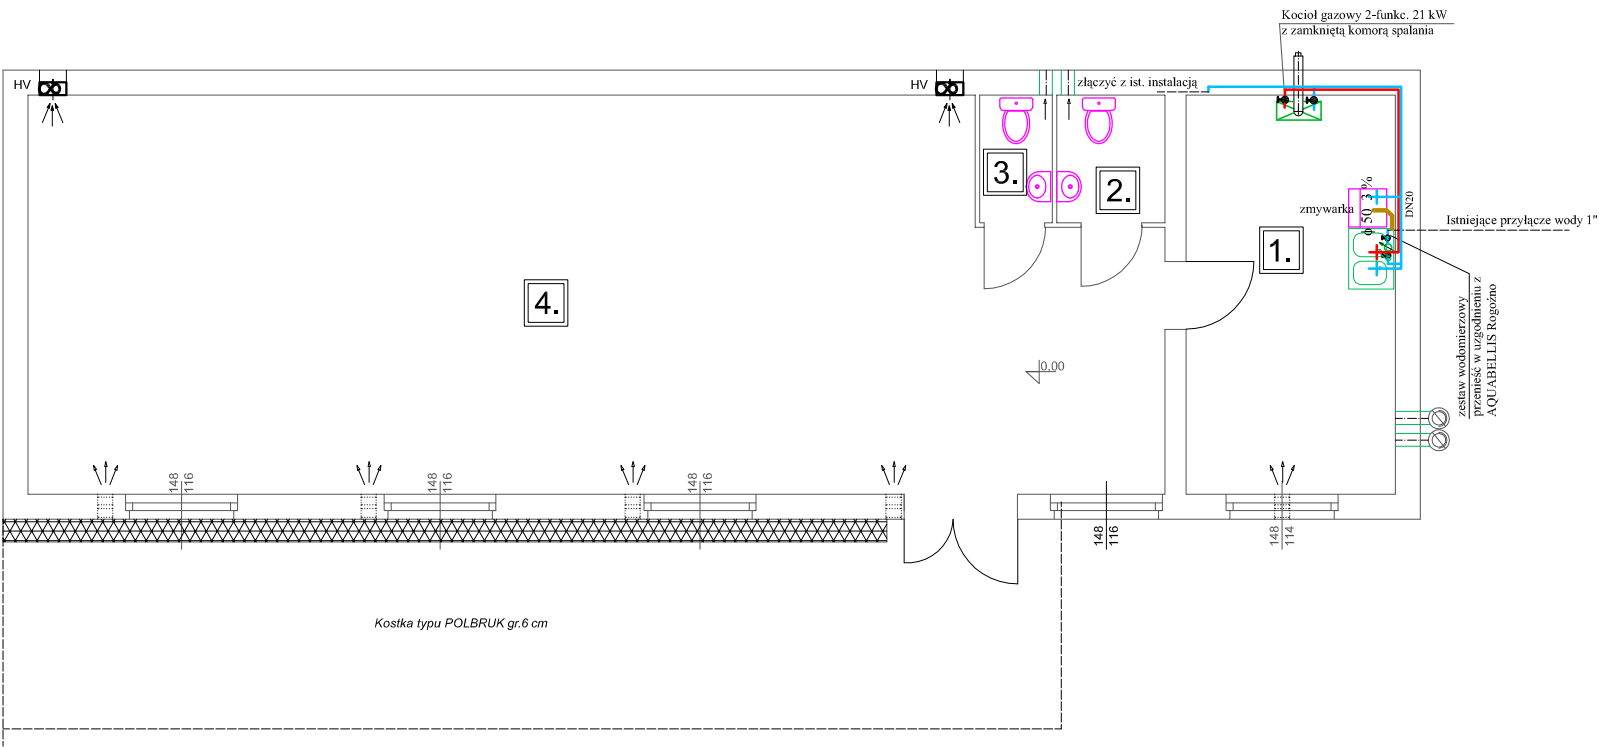 Kocioł gazowy 2-funkc. 21 kW
z zamkniętą komorą spalania
HV
HV
złączyć z ist. instalacją
3.
2.
zmywarka
ϕ 50 3 %
DN20
Istniejące przyłącze wody 1"
1.
4.
0.00
zestaw wodomierzowy
przenieść w uzgodnieniu z
AQUABELLIS Rogoźno
148
116
148
116
148
116
148
116
148
114
Kostka typu POLBRUK gr.6 cm